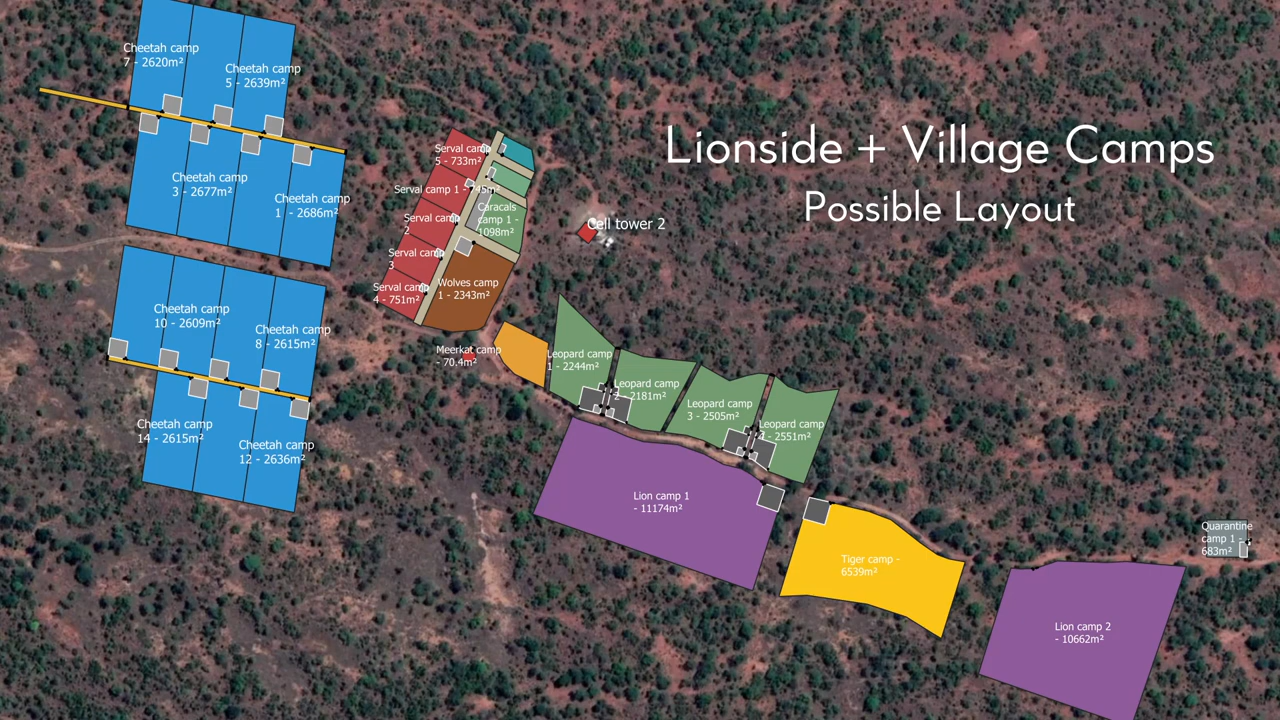 Lionside + Village Camps
Possible Layout
Cheetah camp
7 - 2620m²
Cheetah camp
5 - 2639m²
Cheetah camp
3 - 2677m²
Cheetah camp
1 - 2686m²
Cheetah camp
10 - 2609m²
Cheetah camp
8 - 2615m²
Cheetah camp
14 - 2615m²
Cheetah camp
12 - 2636m²
Serval camp
5 - 733m²
Serval camp 1 - 745m²
Serval camp
2
Serval camp
3
Serval camp
4 - 751m²
Caracals
camp 1 -
1098m²
Wolves camp
1 - 2343m²
Cell tower 2
Meerkat camp
- 70.4m²
Leopard camp
1 - 2244m²
Leopard camp
2 - 2181m²
Leopard camp
3 - 2505m²
Leopard camp
- 2551m²
Lion camp 1
- 11174m²
Tiger camp -
6539m²
Lion camp 2
- 10662m²
Quarantine
camp 1 -
683m²